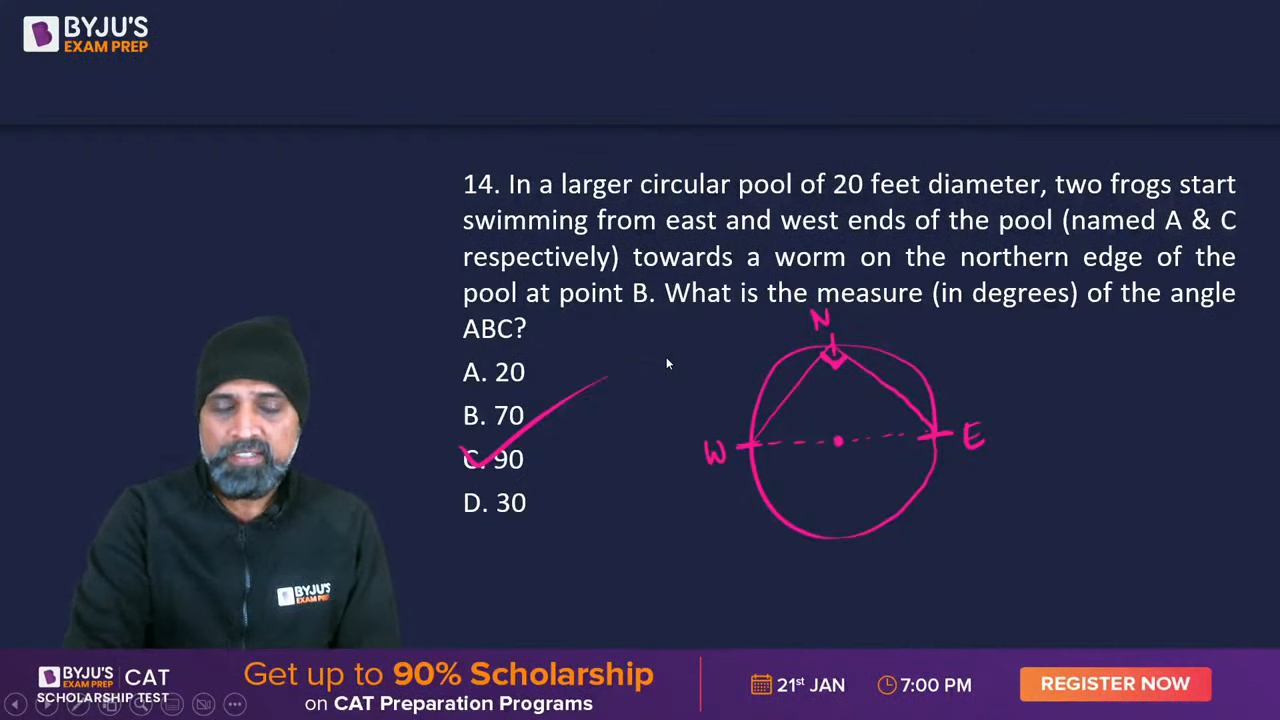 BYJU'S
EXAM PREP
14. In a larger circular pool of 20 feet diameter, two frogs start
swimming from east and west ends of the pool (named A & C
respectively) towards a worm on the northern edge of the
pool at point B. What is the measure (in degrees) of the angle
ABC?
N
A. 20
B. 70
W
E
C. 90
D. 30
BYJU'S
EXAM PREP
BYJU'S
EXAM PREP
CAT
SCHOLARSHIP TEST
Get up to 90% Scholarship
on CAT Preparation Programs
21st JAN
7:00 PM
REGISTER NOW